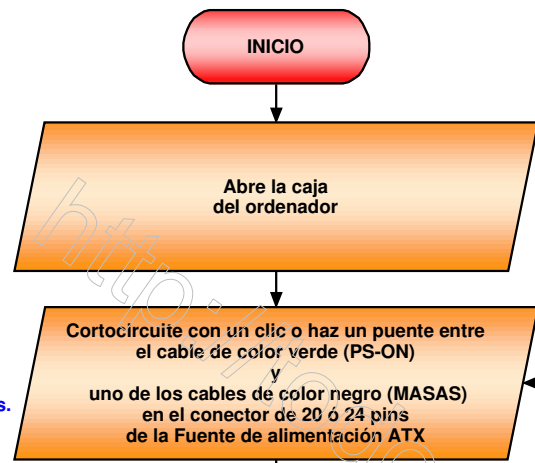 INICIO
Abre la caja
del ordenador
Cortocircuite con un clic o haz un puente entre
el cable de color verde (PS-ON)
y
uno de los cables de color negro (MASAS)
en el conector de 20 ó 24 pins
de la Fuente de alimentación ATX
s.
http://